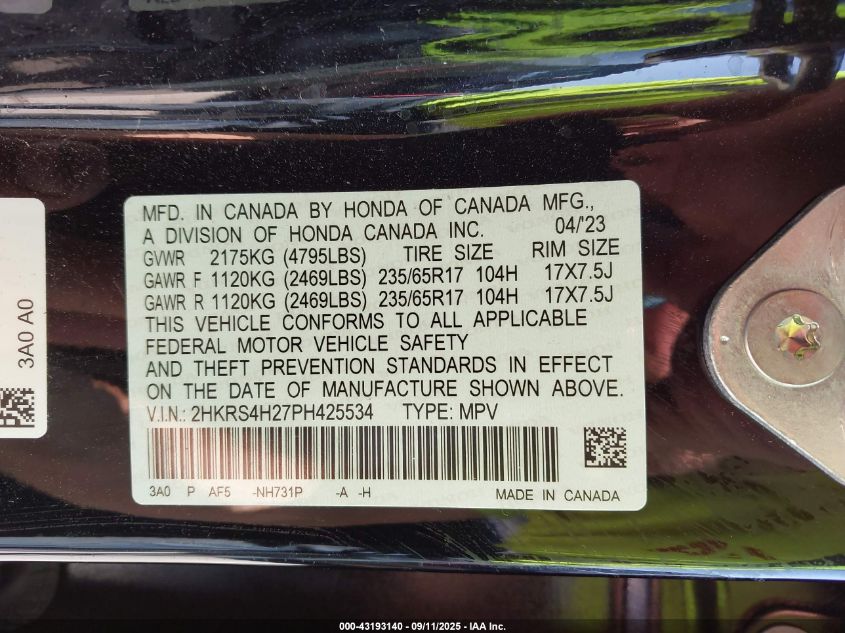 MFD. IN CANADA BY HONDA OF CANADA MFG.,
A DIVISION OF HONDA CANADA INC. 04/'23
GVWR 2175KG (4795LBS) TIRE SIZE RIM SIZE
GAWR F 1120KG (2469LBS) 235/65R17 104H 17X7.5J
GAWR R 1120KG (2469LBS) 235/65R17 104H 17X7.5J
THIS VEHICLE CONFORMS TO ALL APPLICABLE
FEDERAL MOTOR VEHICLE SAFETY
AND THEFT PREVENTION STANDARDS IN EFFECT
ON THE DATE OF MANUFACTURE SHOWN ABOVE.
V.I.N.: 2HKRS4H27PH425534 TYPE: MPV
3A0 P AF5 -NH731P -A -H MADE IN CANADA
3A0 A0
000-43193140 - 09/11/2025 - IAA Inc.